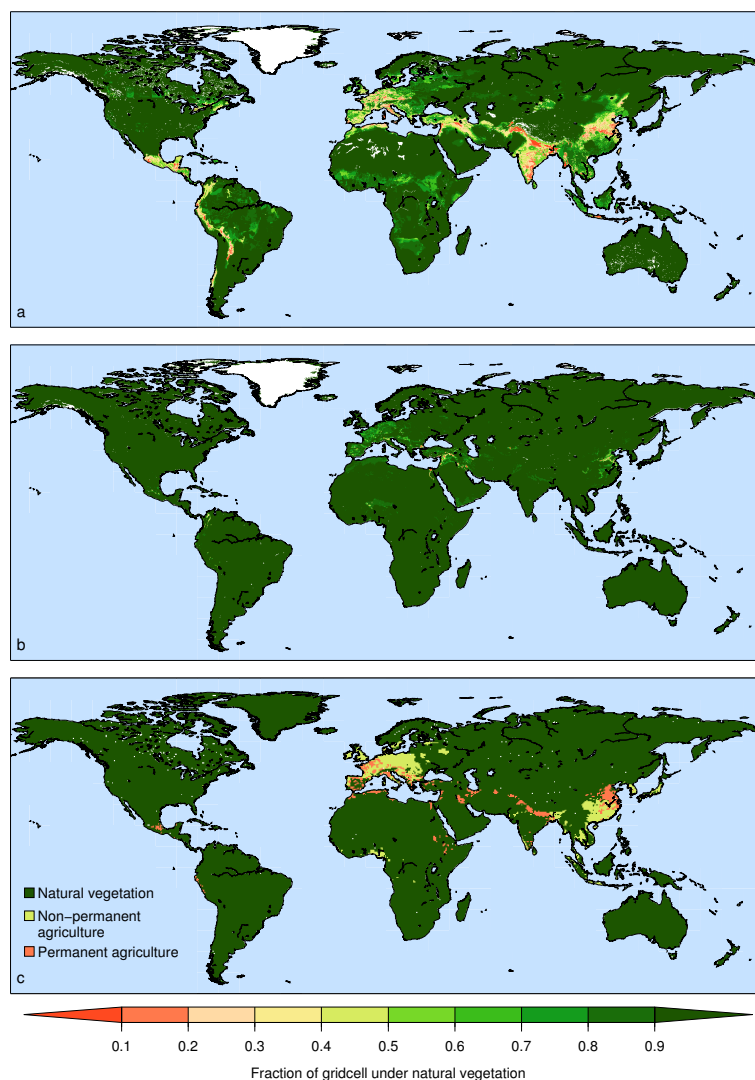 a
b
Natural vegetation
Non−permanent
agriculture
Permanent agriculture
c
0.1 0.2 0.3 0.4 0.5 0.6 0.7 0.8 0.9
Fraction of gridcell under natural vegetation